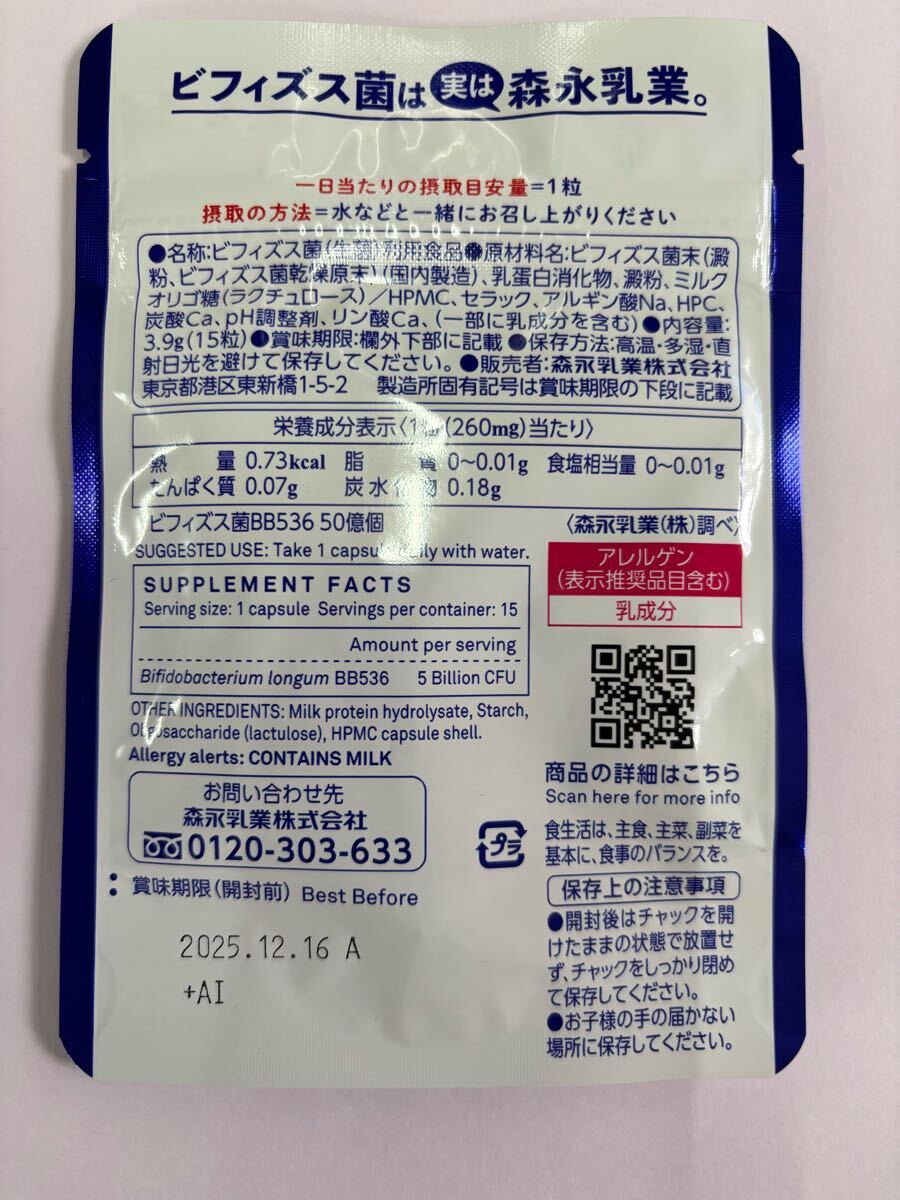 ビフィズス菌は実は森永乳業。
一日当たりの摂取目安量=1粒
摂取の方法=水などと一緒にお召し上がりください
●名称:ビフィズス菌(生菌)利用食品●原材料名:ビフィズス菌末(澱
粉、ビフィズス菌乾燥原末)(国内製造)、乳蛋白消化物、澱粉、ミルク
オリゴ糖(ラクチュロース)/HPMC、セラック、アルギン酸Na、HPC、
炭酸Ca、pH調整剤、リン酸Ca、(一部に乳成分を含む)●内容量:
3.9g(15粒)●賞味期限:欄外下部に記載●保存方法:高温・多湿・直
射日光を避けて保存してください。●販売者:森永乳業株式会社
東京都港区東新橋1-5-2 製造所固有記号は賞味期限の下段に記載
栄養成分表示〈1粒(260mg)当たり〉
熱量 0.73kcal 脂質 0~0.01g 食塩相当量 0~0.01g
たんぱく質 0.07g 炭水化物 0.18g
ビフィズス菌BB536 50億個 〈森永乳業(株)調べ〉
SUGGESTED USE: Take 1 capsule daily with water.
SUPPLEMENT FACTS
Serving size: 1 capsule Servings per container: 15
Amount per serving
Bifidobacterium longum BB536 5 Billion CFU
OTHER INGREDIENTS: Milk protein hydrolysate, Starch,
Oligosaccharide (lactulose), HPMC capsule shell.
Allergy alerts: CONTAINS MILK
アレルゲン
(表示推奨品目含む)
乳成分
商品の詳細はこちら
Scan here for more info
お問い合わせ先
森永乳業株式会社
0120-303-633
プラ
食生活は、主食、主菜、副菜を
基本に、食事のバランスを。
賞味期限(開封前) Best Before
2025.12.16 A
+AI
保存上の注意事項
●開封後はチャックを開
けたままの状態で放置せ
ず、チャックをしっかり閉め
て保存してください。
●お子様の手の届かない
場所に保存してください。